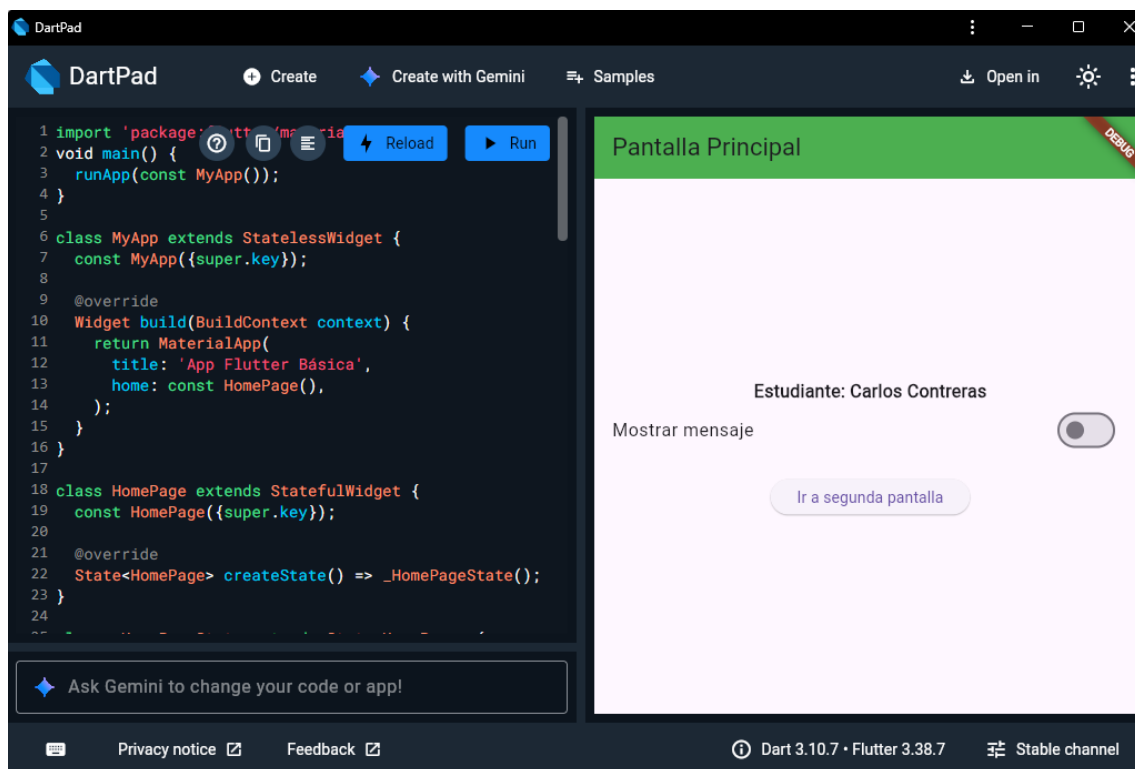 DartPad
DartPad
Create
Create with Gemini
Samples
Open in
1 import 'package:
Reload
Run
2 void main() {
3 runApp(const MyApp());
4 }
5
6 class MyApp extends StatelessWidget {
7 const MyApp({super.key});
8
9 @override
10 Widget build(BuildContext context) {
11 return MaterialApp(
12 title: 'App Flutter Básica',
13 home: const HomePage(),
14 );
15 }
16 }
17
18 class HomePage extends StatefulWidget {
19 const HomePage({super.key});
20
21 @override
22 State<HomePage> createState() => _HomePageState();
23 }
24
Ask Gemini to change your code or app!
Pantalla Principal
DEBUG
Estudiante: Carlos Contreras
Mostrar mensaje
Ir a segunda pantalla
Privacy notice
Feedback
Dart 3.10.7 • Flutter 3.38.7
Stable channel